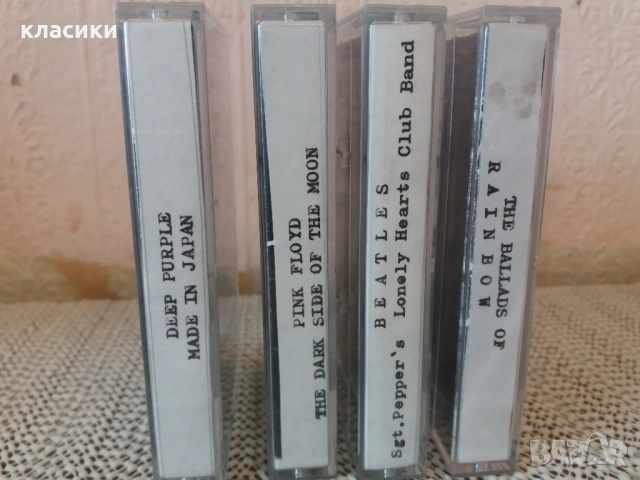 класики
DEEP PURPLE
MADE IN JAPAN
PINK FLOYD
THE DARK SIDE OF THE MOON
BEATLES
Sgt.Pepper's Lonely Hearts Club Band
THE BALLADS OF
RAINBOW
BAZAR